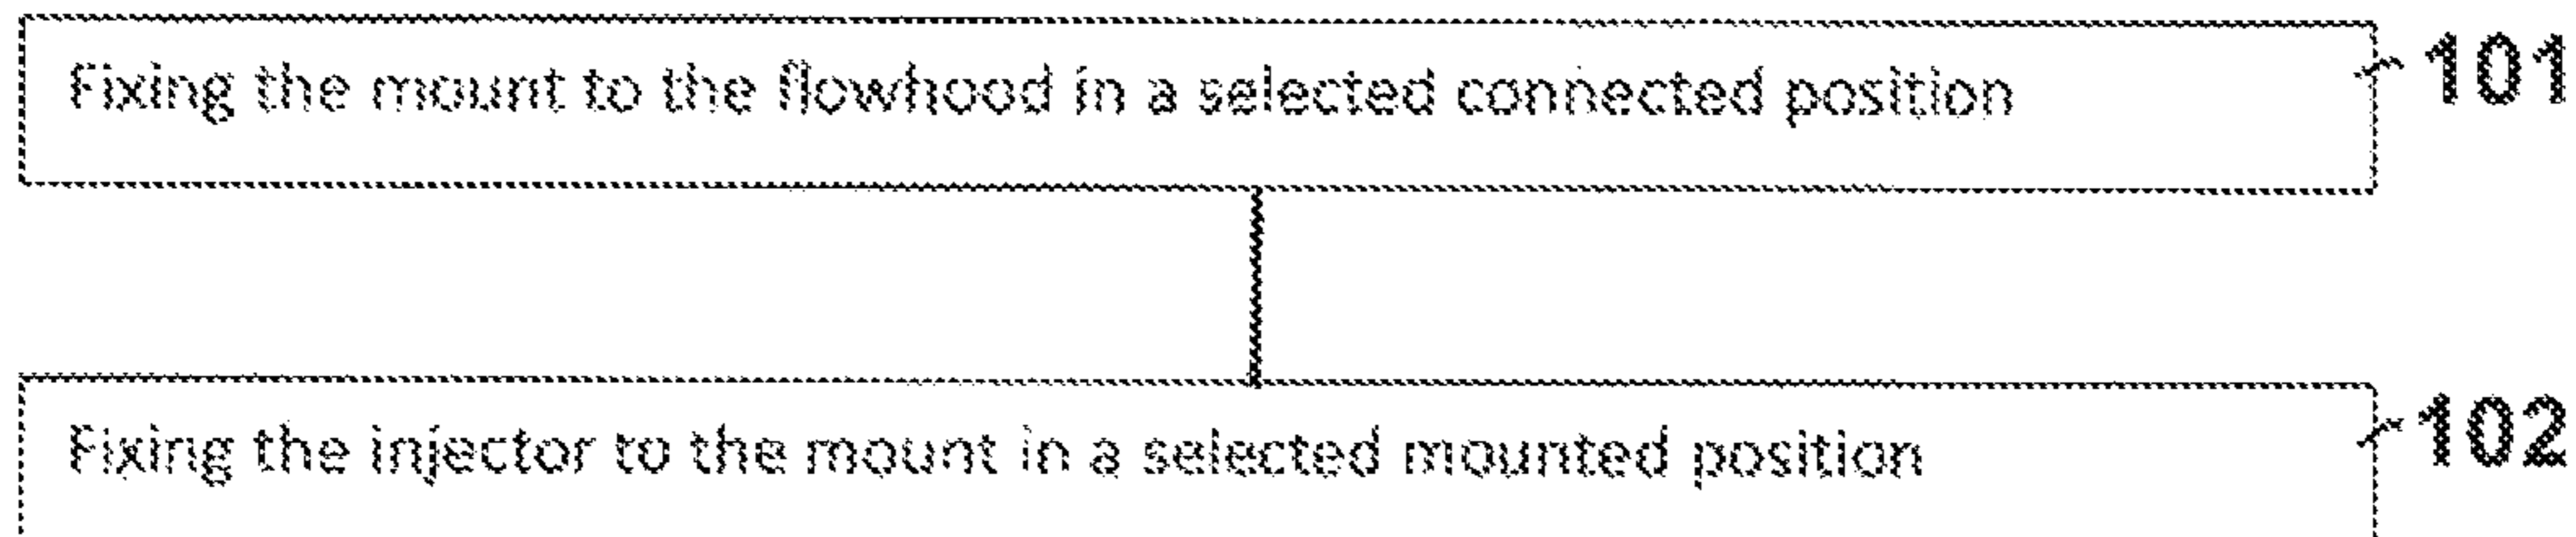 Fixing the mount to the flowhood in a selected connected position 101
Fixing the injector to the mount in a selected mounted position 102